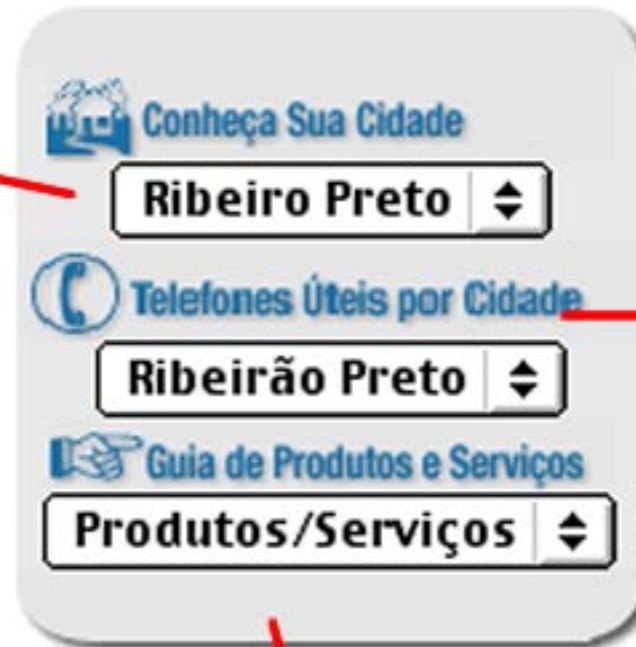 Conheça Sua Cidade
Ribeiro Preto
Telefones Úteis por Cidade
Ribeirão Preto
Guia de Produtos e Serviços
Produtos/Serviços